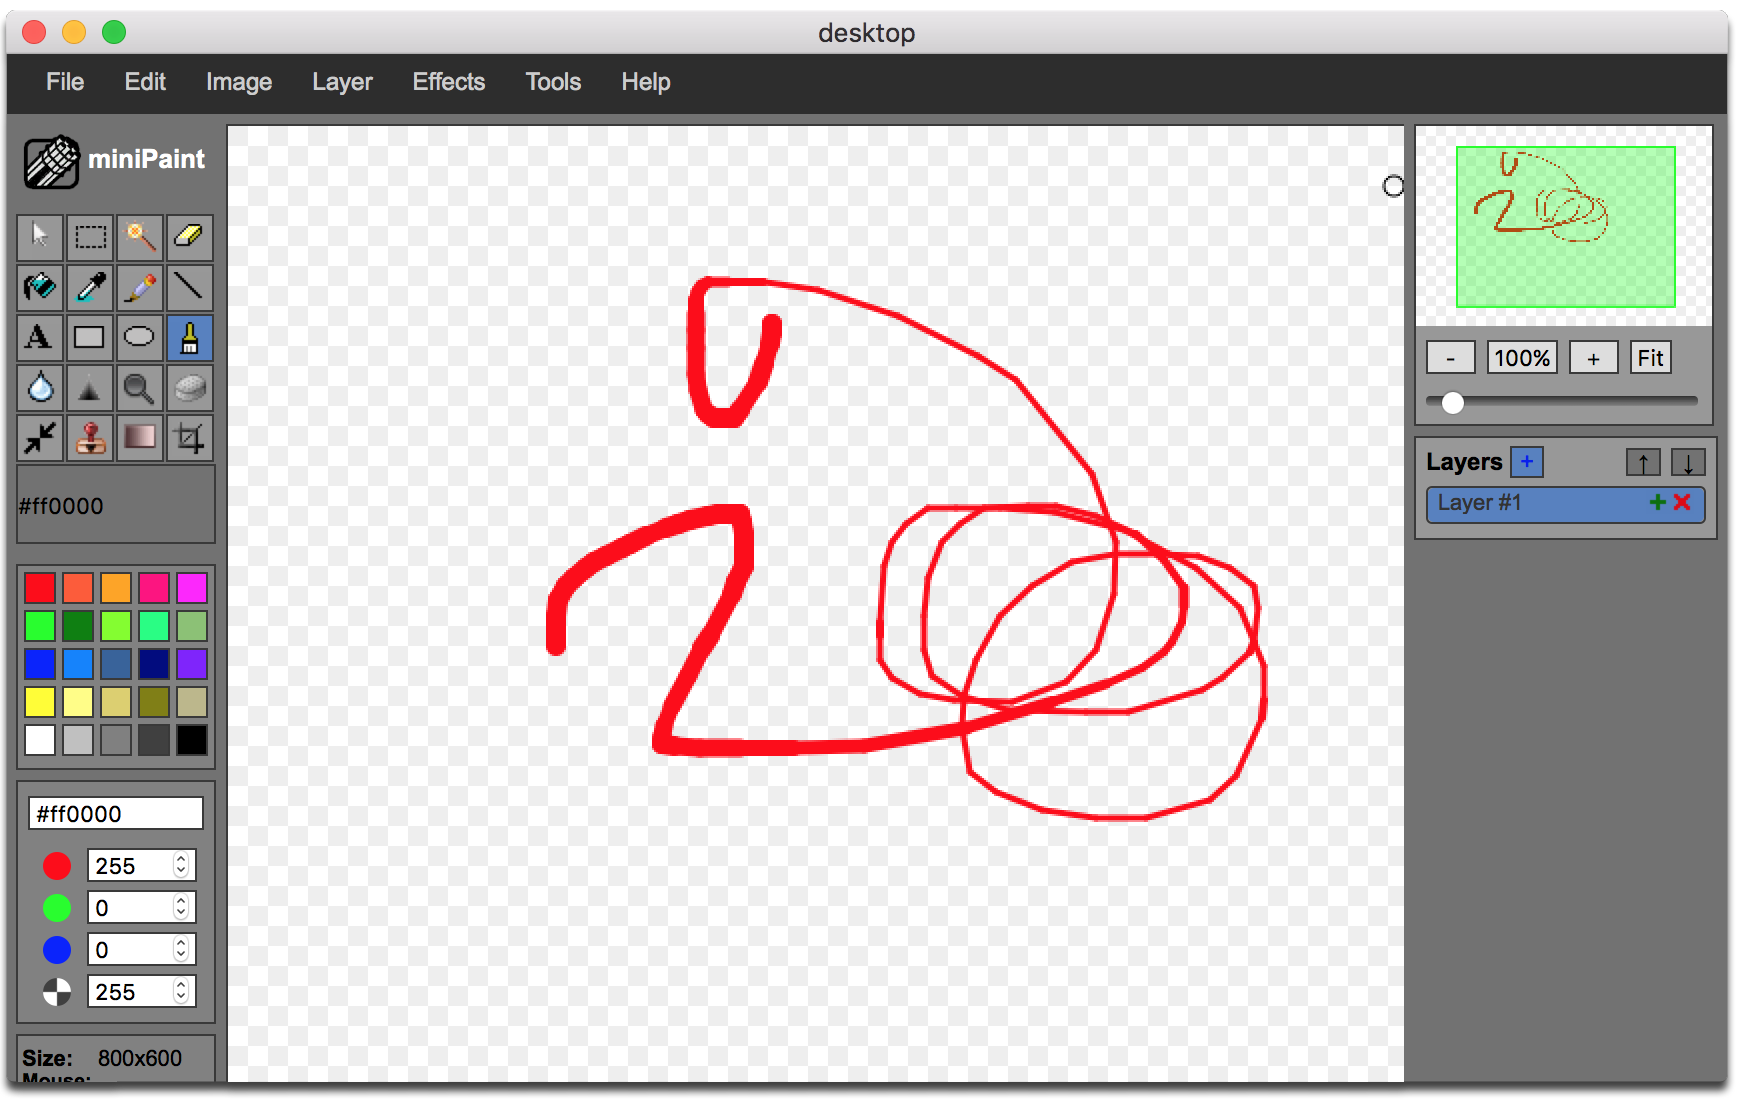 desktop
File Edit Image Layer Effects Tools Help
miniPaint
A
#ff0000
#ff0000
255
0
0
255
Size: 800x600
Mouse:
2
- 100% + Fit
Layers + ↑ ↓
Layer #1